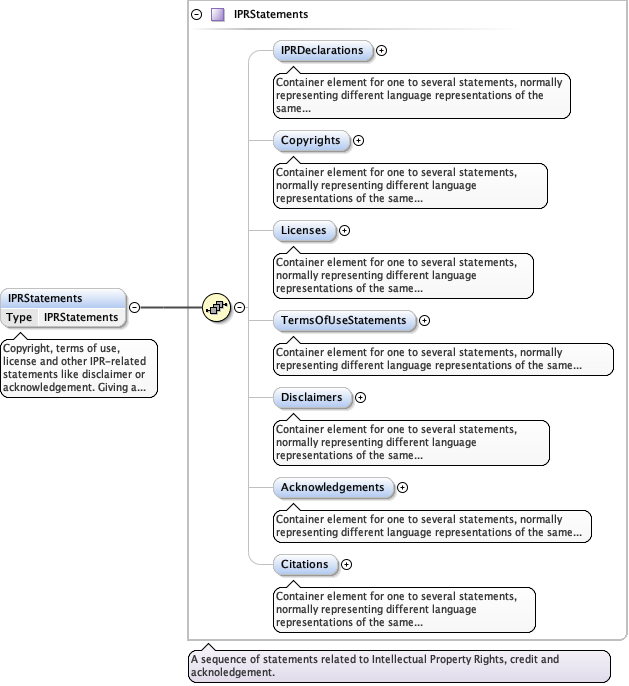 IPRStatements
IPRDeclarations
Container element for one to several statements, normally
representing different language representations of the
same...
Copyrights
Container element for one to several statements,
normally representing different language
representations of the same...
Licenses
Container element for one to several statements,
normally representing different language
representations of the same...
IPRStatements
Type IPRStatements
Copyright, terms of use,
license and other IPR-related
statements like disclaimer or
acknowledgement. Giving a...
TermsOfUseStatements
Container element for one to several statements, normally
representing different language representations of the same...
Disclaimers
Container element for one to several statements,
normally representing different language
representations of the same...
Acknowledgements
Container element for one to several statements, normally
representing different language representations of the same...
Citations
Container element for one to several statements,
normally representing different language
representations of the same...
A sequence of statements related to Intellectual Property Rights, credit and
acknoledgement.